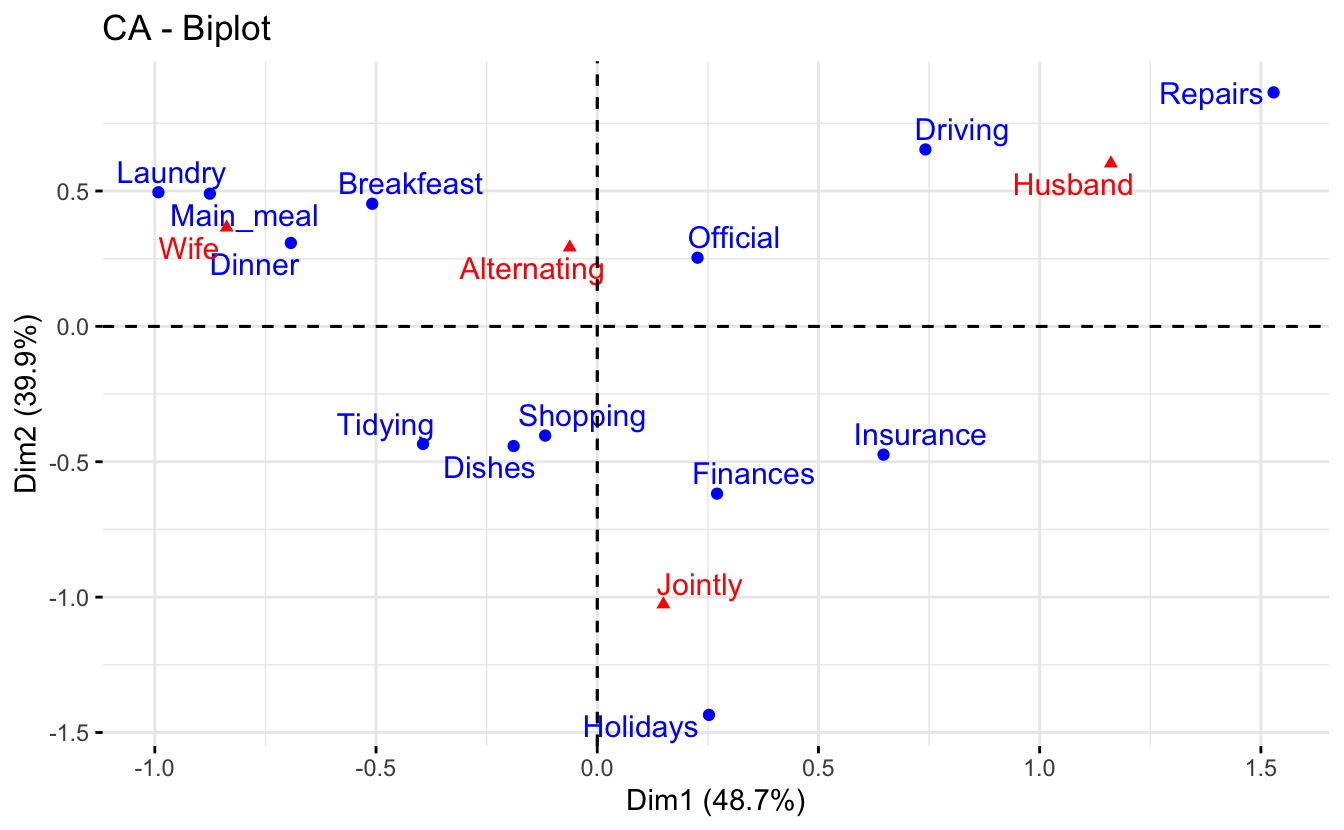 CA - Biplot
Repairs
Driving
Laundry
Breakfeast
Husband
Main_meal
Official
Wife
Dinner
Alternating
Shopping
Tidying
Insurance
Dishes
Finances
Jointly
Holidays
0.5
0.0
-0.5
-1.0
-1.5
Dim2 (39.9%)
-1.0
-0.5
0.0
0.5
1.0
1.5
Dim1 (48.7%)